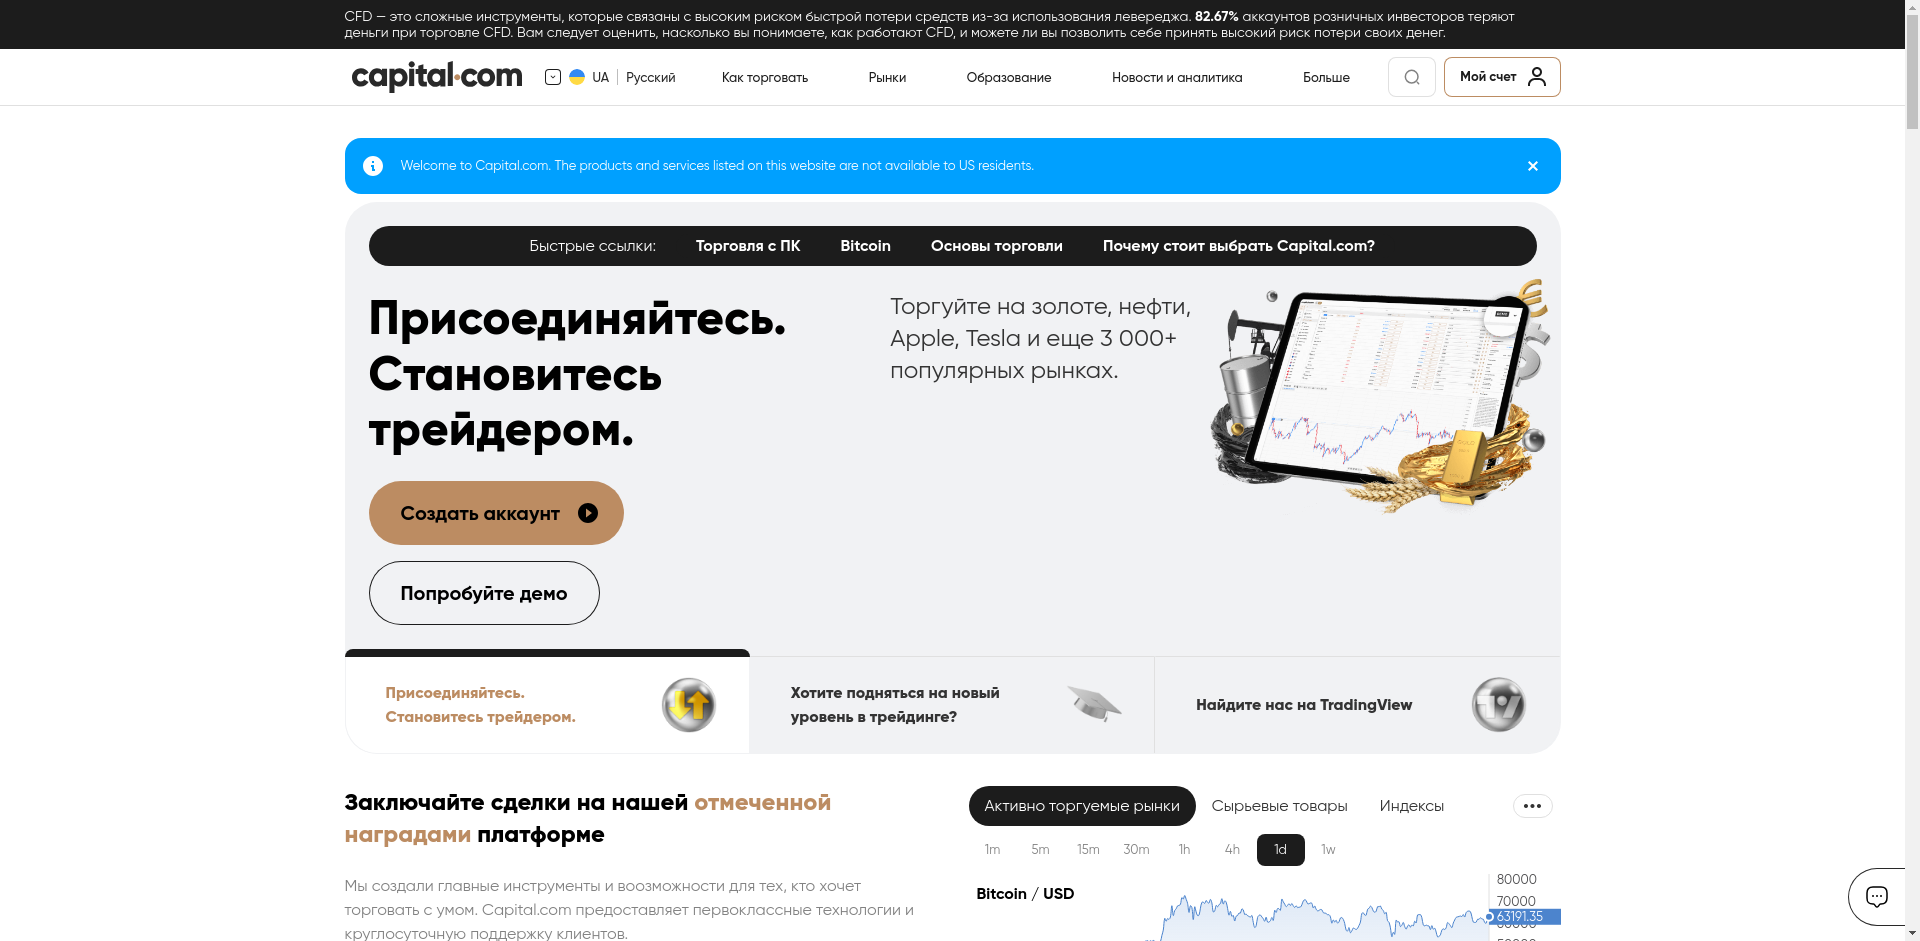 CFD — это сложные инструменты, которые связаны с высоким риском быстрой потери средств из-за использования левереджа. 82.67% аккаунтов розничных инвесторов теряют
деньги при торговле CFD. Вам следует оценить, насколько вы понимаете, как работают CFD, и можете ли вы позволить себе принять высокий риск потери своих денег.
capital.com UA Русский Как торговать Рынки Образование Новости и аналитика Больше Мой счет
Welcome to Capital.com. The products and services listed on this website are not available to US residents.
Быстрые ссылки: Торговля с ПК Bitcoin Основы торговли Почему стоит выбрать Capital.com?
Присоединяйтесь.
Становитесь
трейдером.
Торгуйте на золоте, нефти,
Apple, Tesla и еще 3 000+
популярных рынках.
Создать аккаунт
Попробуйте демо
Присоединяйтесь.
Становитесь трейдером.
Хотите подняться на новый
уровень в трейдинге?
Найдите нас на TradingView
Заключайте сделки на нашей отмеченной
наградами платформе
Мы создали главные инструменты и воозможности для тех, кто хочет
торговать с умом. Capital.com предоставляет первоклассные технологии и
круглосуточную поддержку клиентов.
Активно торгуемые рынки Сырьевые товары Индексы
1m 5m 15m 30m 1h 4h 1d 1w
Bitcoin / USD
80000
70000
63191.35